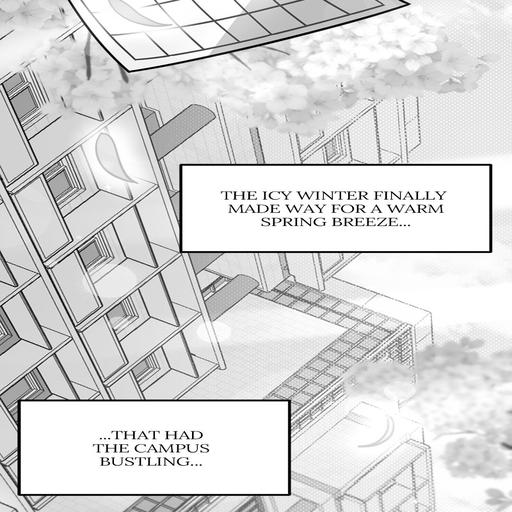 THE ICY WINTER FINALLY
MADE WAY FOR A WARM
SPRING BREEZE...
...THAT HAD
THE CAMPUS
BUSTLING...